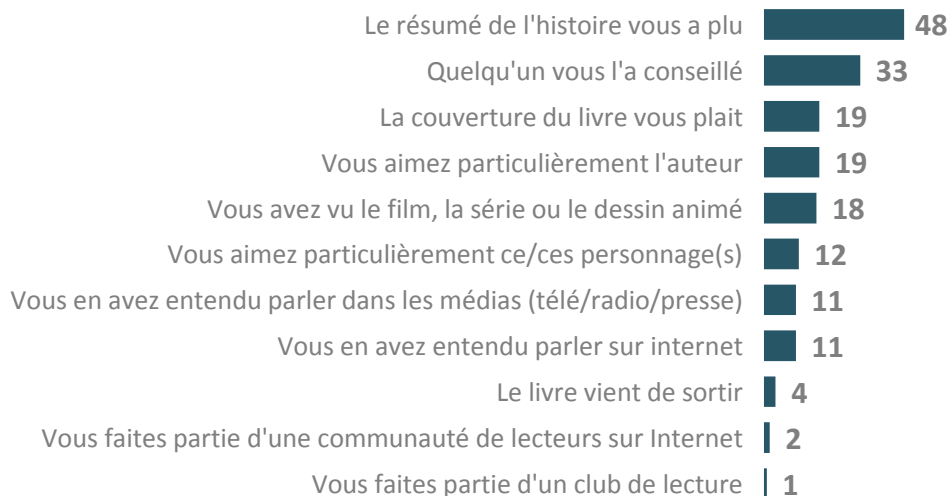 Le résumé de l'histoire vous a plu 48
Quelqu'un vous l'a conseillé 33
La couverture du livre vous plait 19
Vous aimez particulièrement l'auteur 19
Vous avez vu le film, la série ou le dessin animé 18
Vous aimez particulièrement ce/ces personnage(s) 12
Vous en avez entendu parler dans les médias (télé/radio/presse) 11
Vous en avez entendu parler sur internet 11
Le livre vient de sortir 4
Vous faites partie d'une communauté de lecteurs sur Internet 2
Vous faites partie d'un club de lecture 1